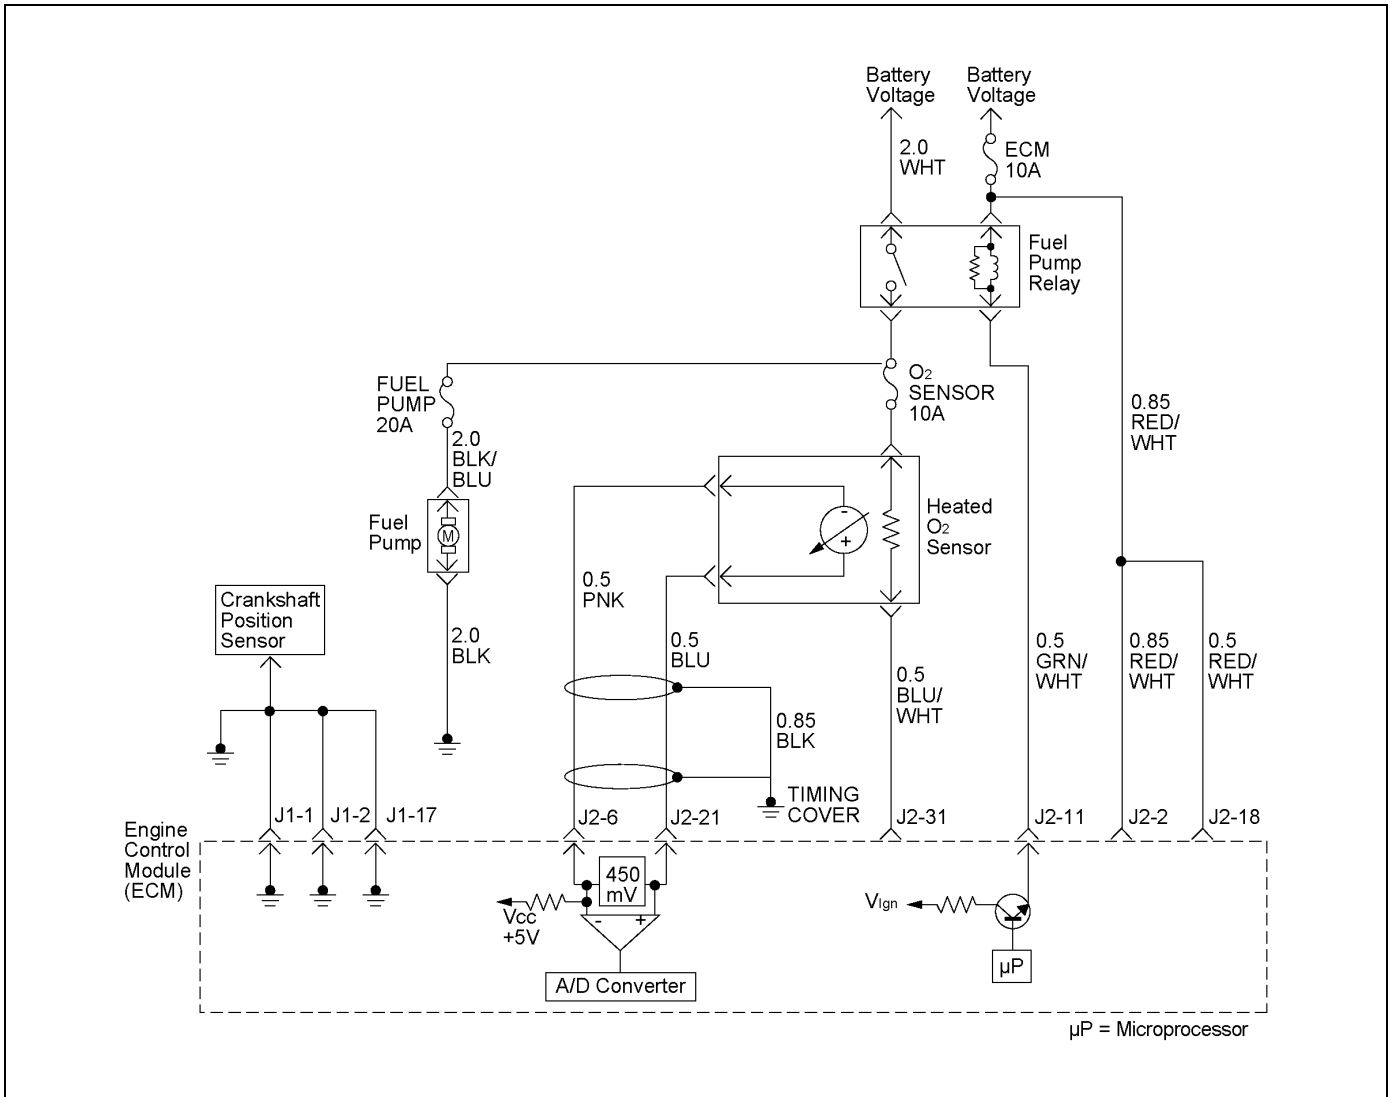 Battery
Voltage
Battery
Voltage
2.0
WHT
ECM
10A
Fuel
Pump
Relay
FUEL
PUMP
20A
O2
SENSOR
10A
0.85
RED/
WHT
2.0
BLK/
BLU
Fuel
Pump
M
-
+
Heated
O2
Sensor
Crankshaft
Position
Sensor
0.5
PNK
2.0
BLK
0.5
BLU
0.5
BLU/
WHT
0.5
GRN/
WHT
0.85
RED/
WHT
0.5
RED/
WHT
0.85
BLK
TIMING
COVER
J1-1
J1-2
J1-17
J2-6
J2-21
J2-31
J2-11
J2-2
J2-18
Engine
Control
Module
(ECM)
450
mV
Vcc
+5V
-
+
A/D Converter
VIgn
µP
µP = Microprocessor